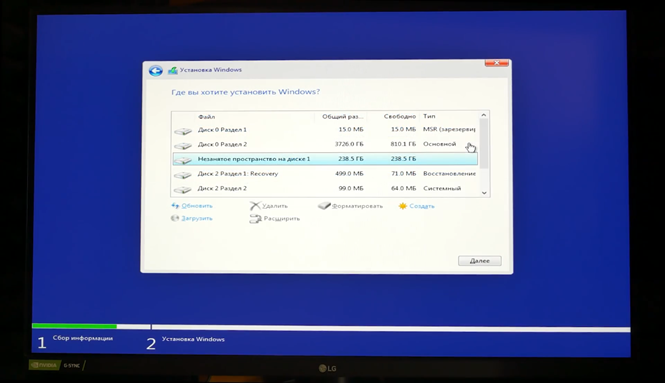 Установка Windows
Где вы хотите установить Windows?
Файл Общий раз... Свободно Тип
Диск 0 Раздел 1 15.0 МБ 15.0 МБ MSR (зарезервир
Диск 0 Раздел 2 3726.0 ГБ 810.1 ГБ Основной
Незанятое пространство на диске 1 238.5 ГБ 238.5 ГБ
Диск 2 Раздел 1: Recovery 499.0 МБ 71.0 МБ Восстановление
Диск 2 Раздел 2 99.0 МБ 64.0 МБ Системный
Обновить Удалить Форматировать Создать
Загрузить Расширить
Далее
1 Сбор информации 2 Установка Windows
NVIDIA G-SYNC LG